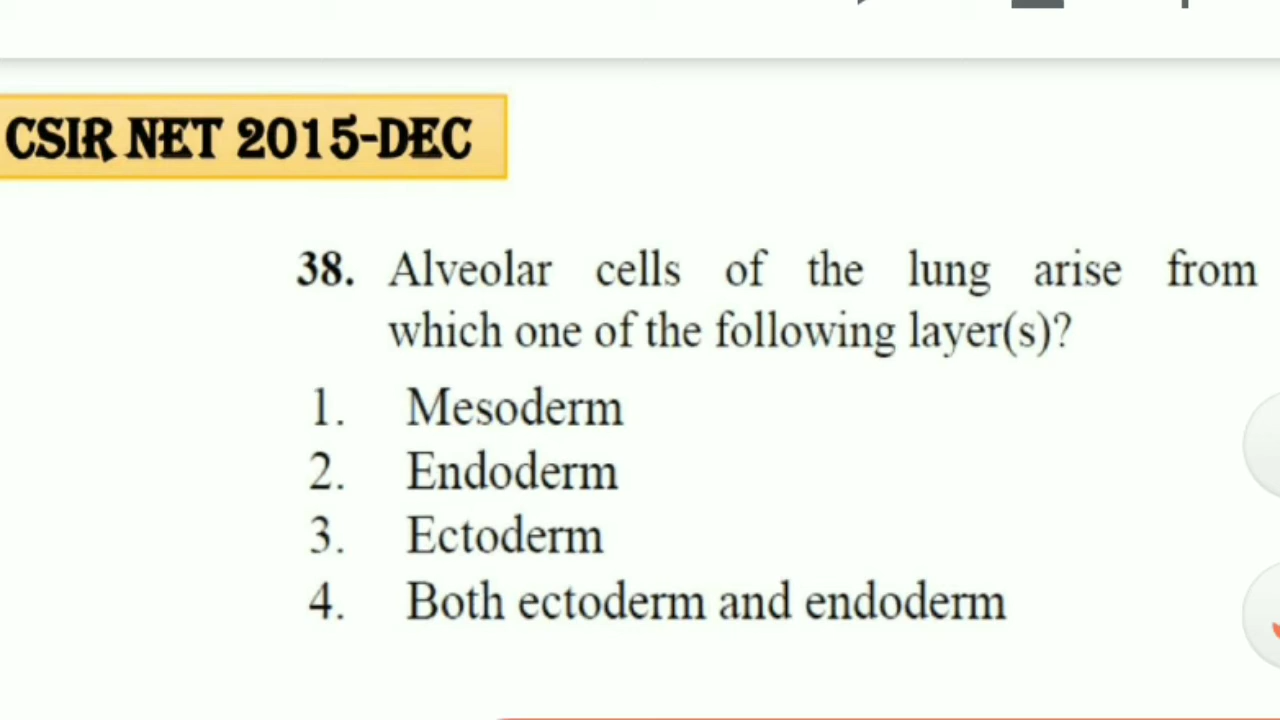 CSIR NET 2015-DEC
38. Alveolar cells of the lung arise from
which one of the following layer(s)?
1. Mesoderm
2. Endoderm
3. Ectoderm
4. Both ectoderm and endoderm